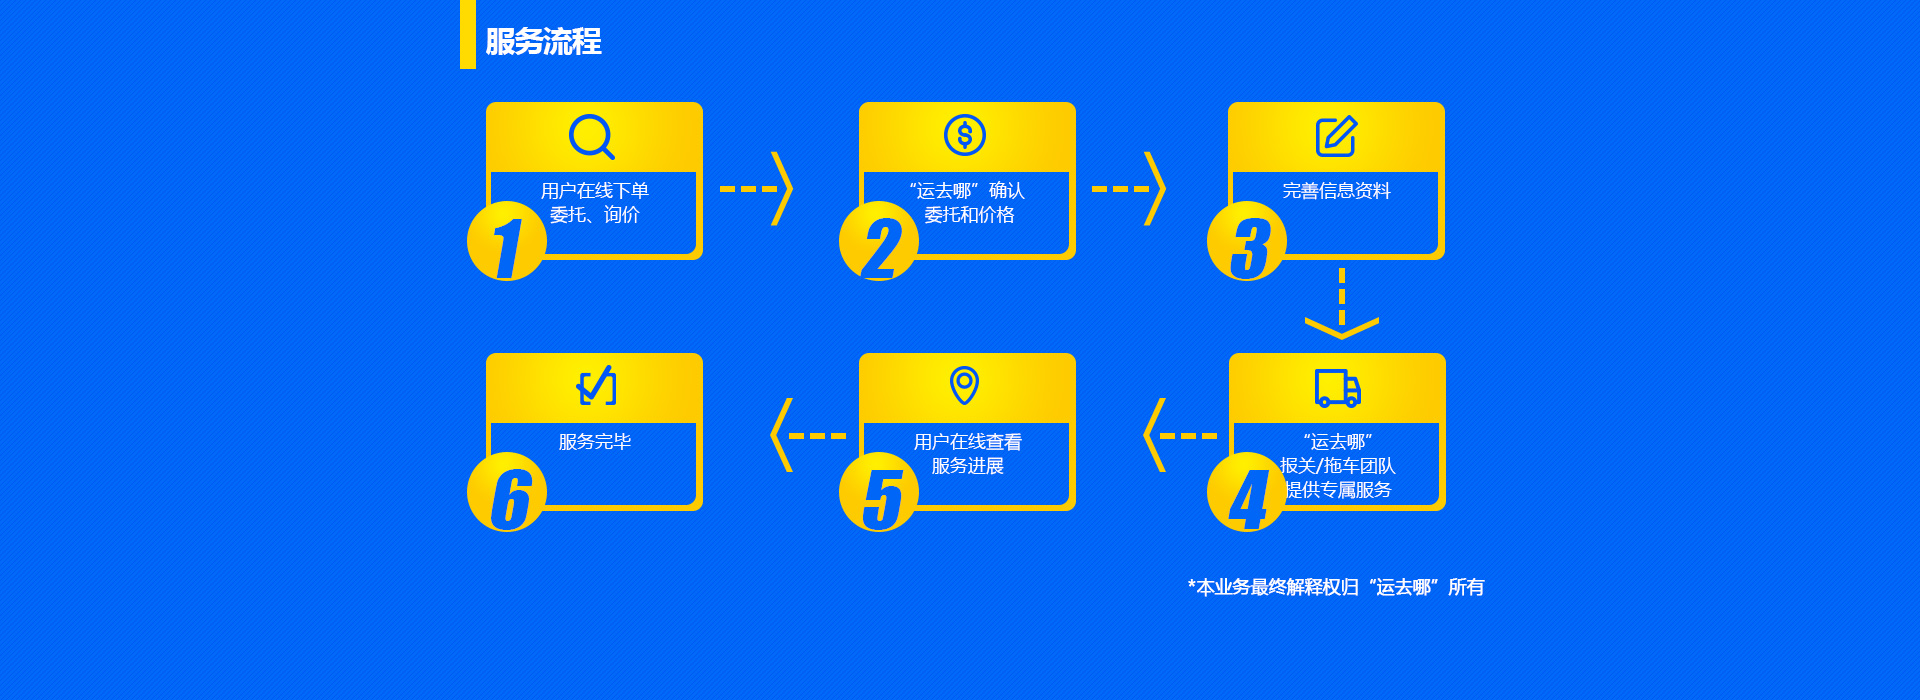 服务流程
用户在线下单
委托、询价
1
“运去哪”确认
委托和价格
2
完善信息资料
3
“运去哪”
报关/拖车团队
提供专属服务
4
用户在线查看
服务进展
5
服务完毕
6
*本业务最终解释权归“运去哪”所有